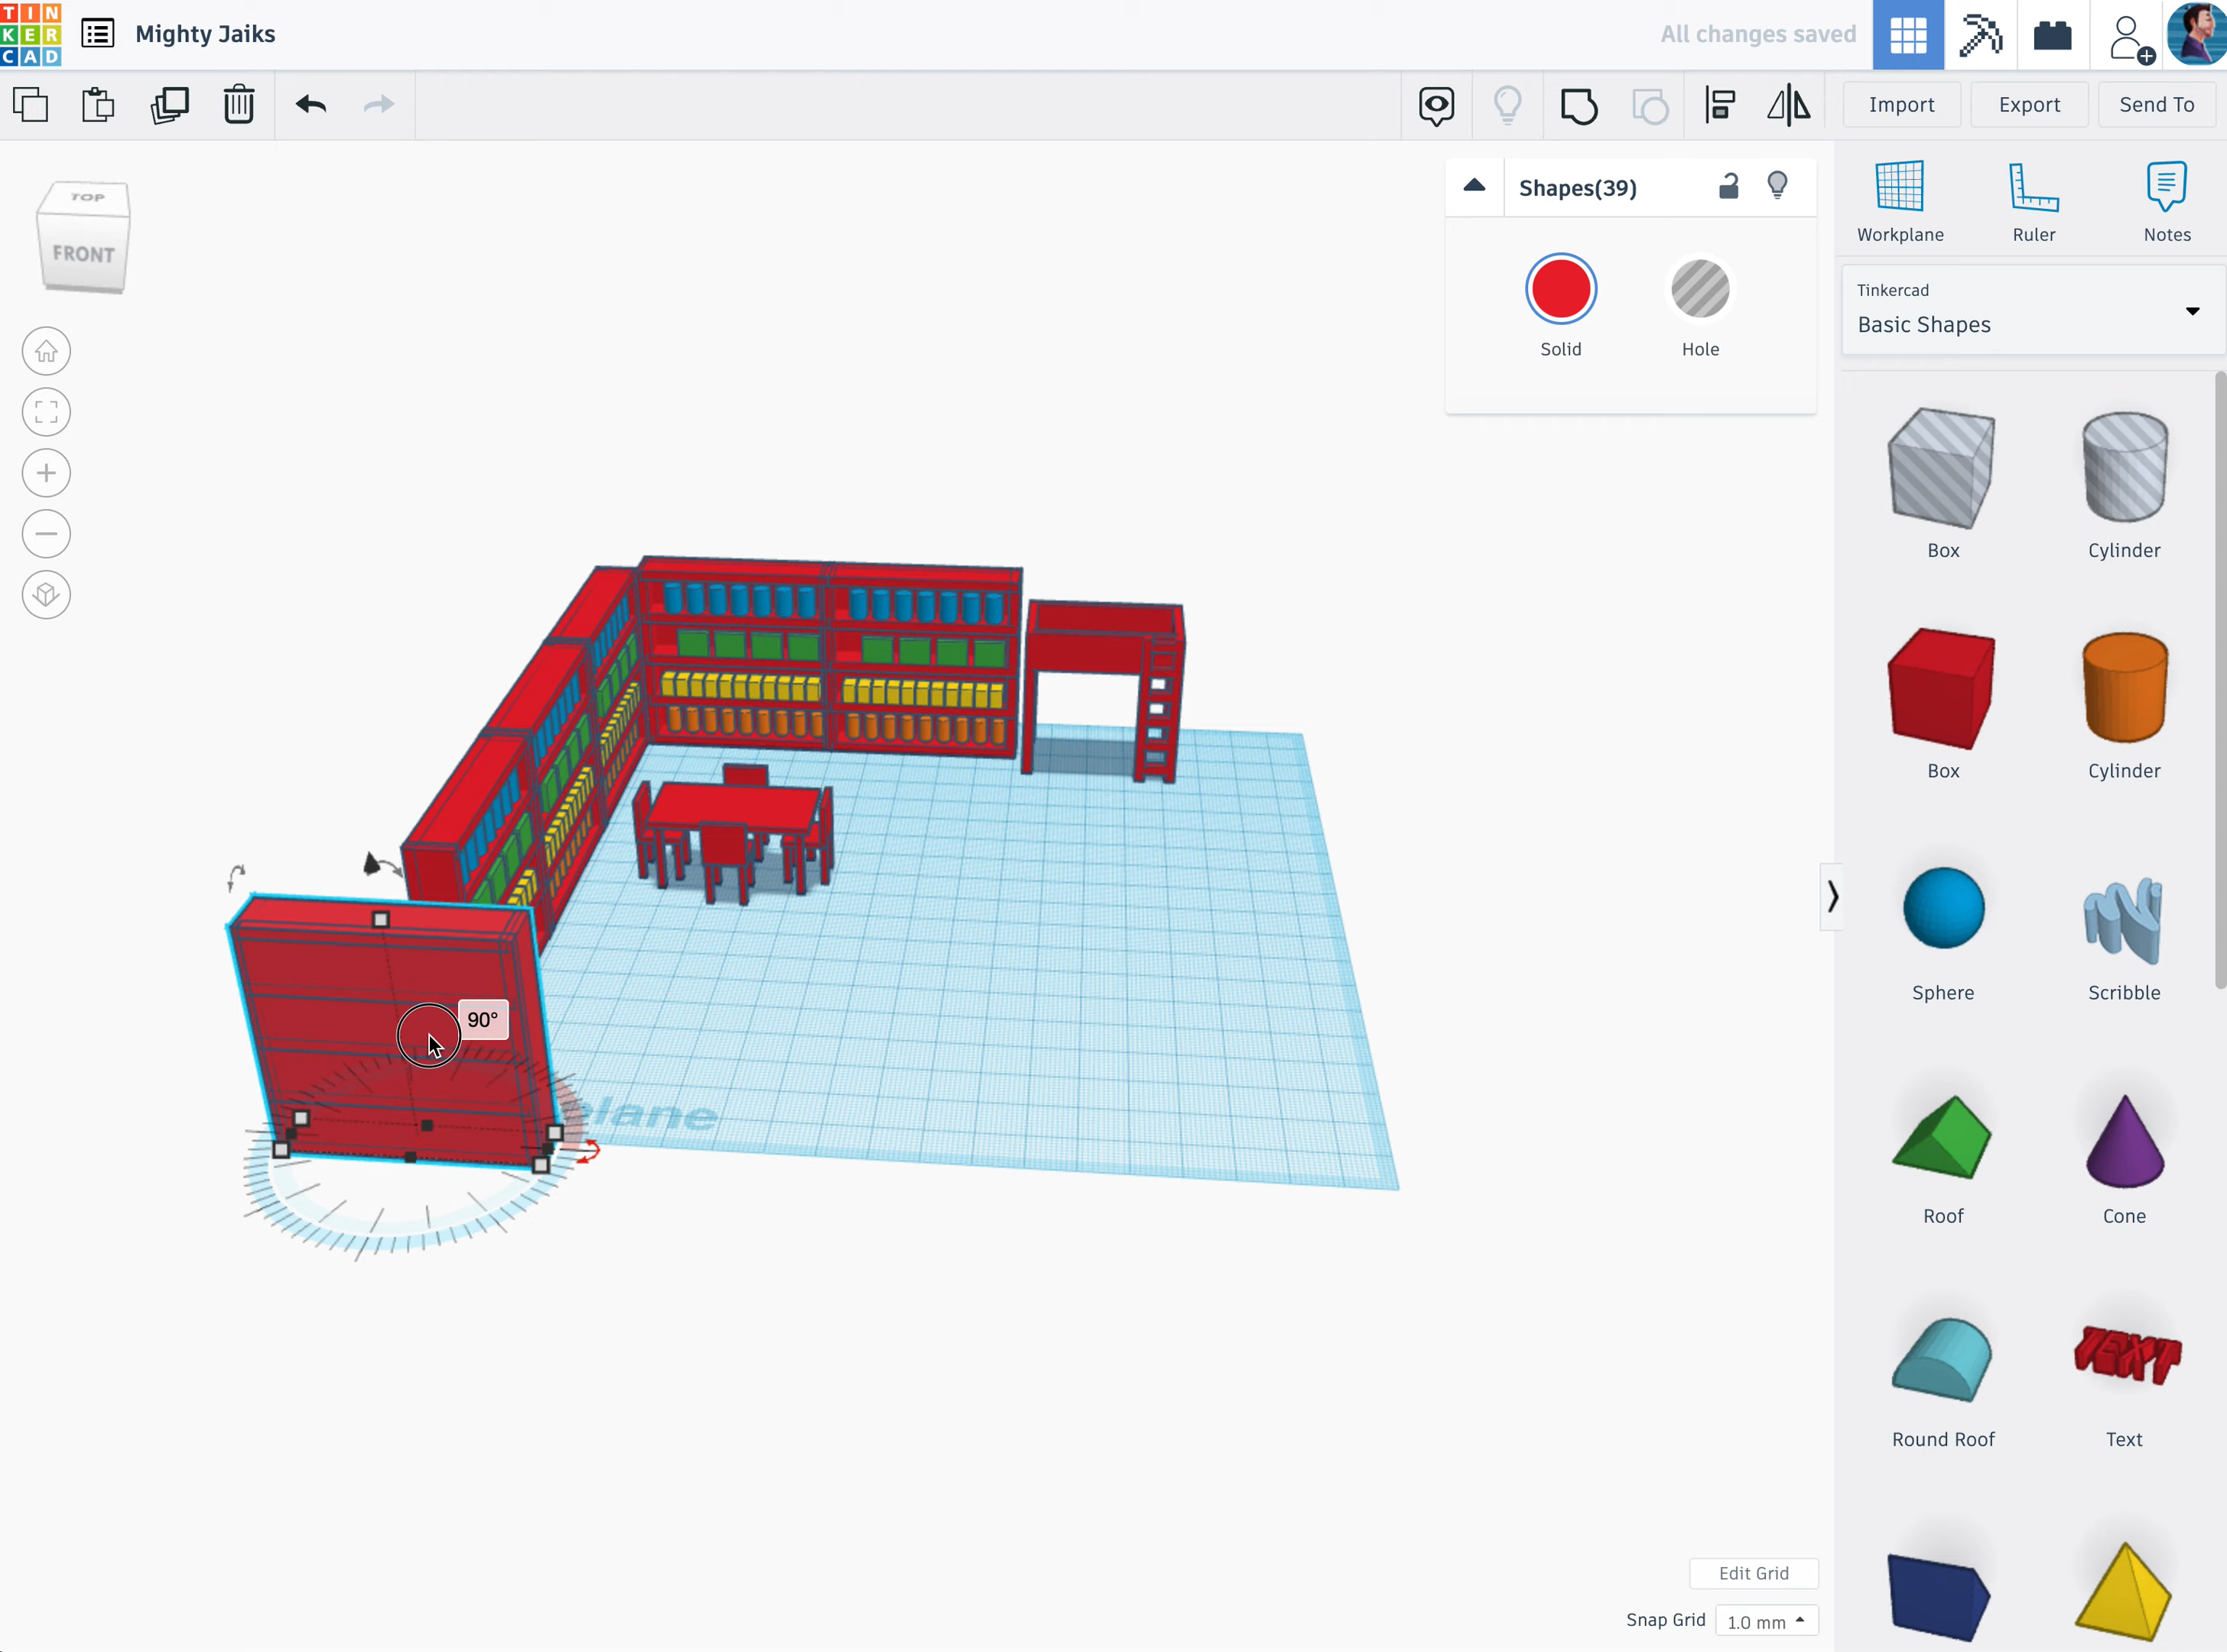 TIN
KER
CAD
Mighty Jaiks
All changes saved
Import
Export
Send To
TOP
FRONT
Shapes(39)
Solid
Hole
Workplane
Ruler
Notes
Tinkercad
Basic Shapes
Box
Cylinder
Box
Cylinder
Sphere
Scribble
90°
lane
Roof
Cone
TEXT
Round Roof
Text
Edit Grid
Snap Grid
1.0 mm